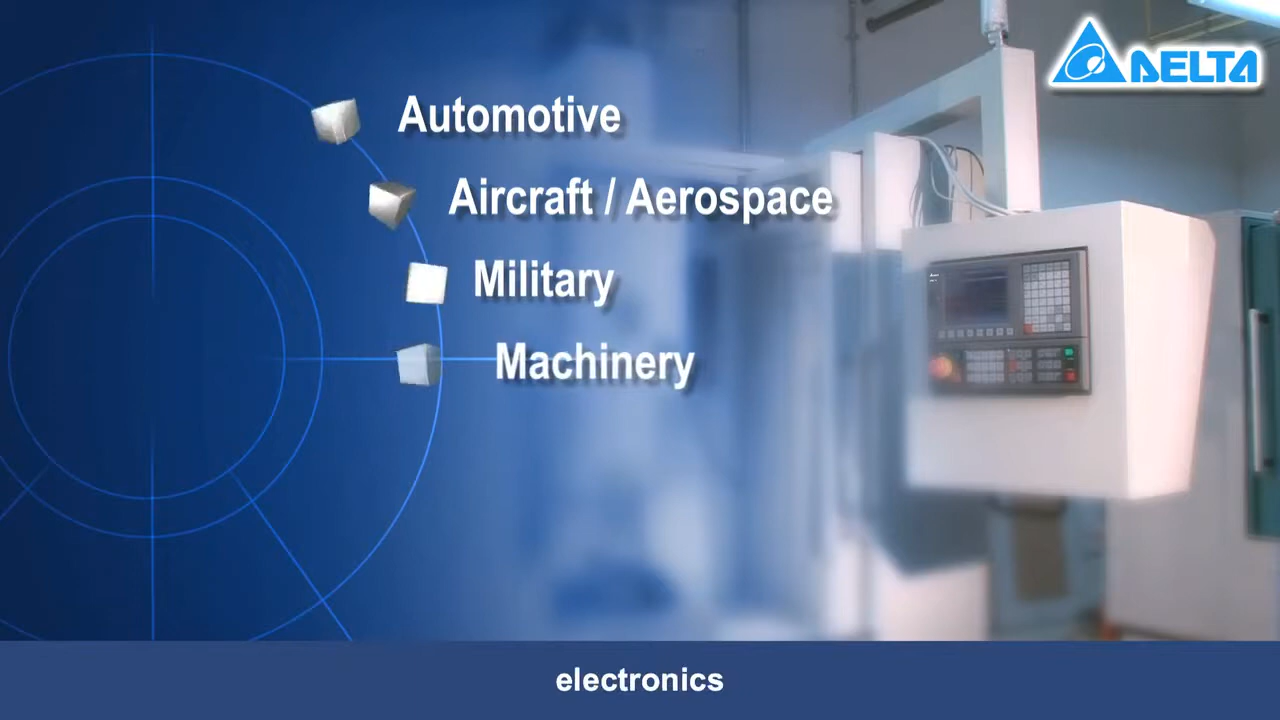 DELTA
Automotive
Aircraft / Aerospace
Military
Machinery
electronics